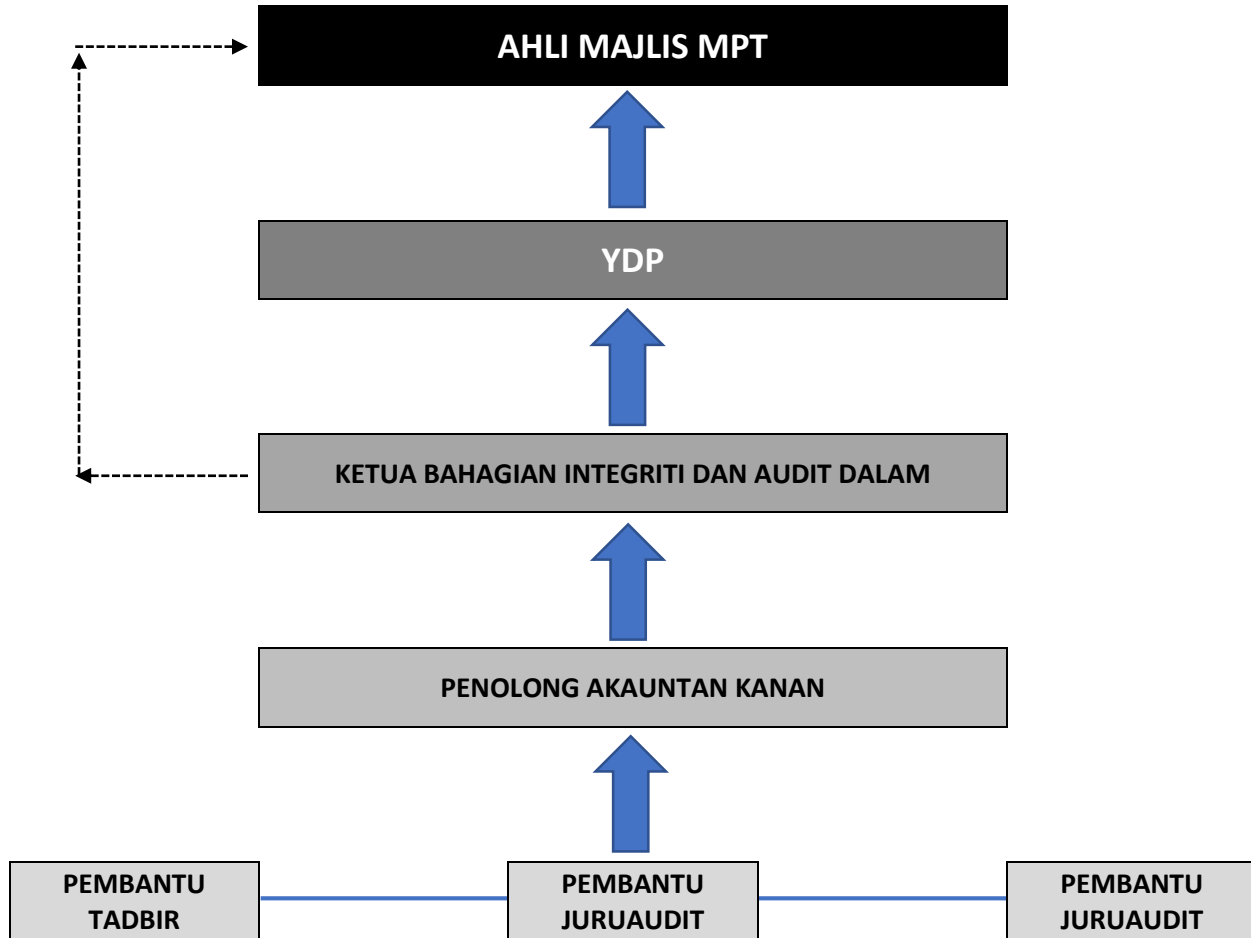 AHLI MAJLIS MPT
YDP
KETUA BAHAGIAN INTEGRITI DAN AUDIT DALAM
PENOLONG AKAUNTAN KANAN
PEMBANTU
TADBIR
PEMBANTU
JURUAUDIT
PEMBANTU
JURUAUDIT